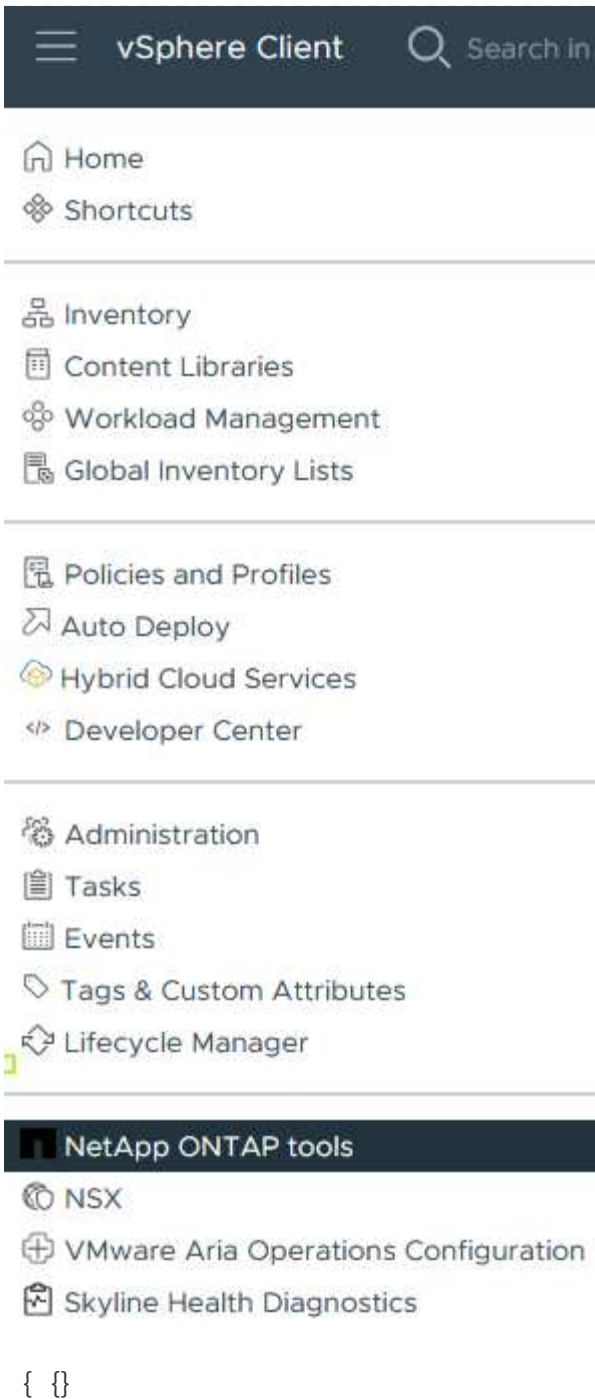 vSphere Client Search in
Home
Shortcuts
Inventory
Content Libraries
Workload Management
Global Inventory Lists
Policies and Profiles
Auto Deploy
Hybrid Cloud Services
Developer Center
Administration
Tasks
Events
Tags & Custom Attributes
Lifecycle Manager
NetApp ONTAP tools
NSX
VMware Aria Operations Configuration
Skyline Health Diagnostics
{ {}